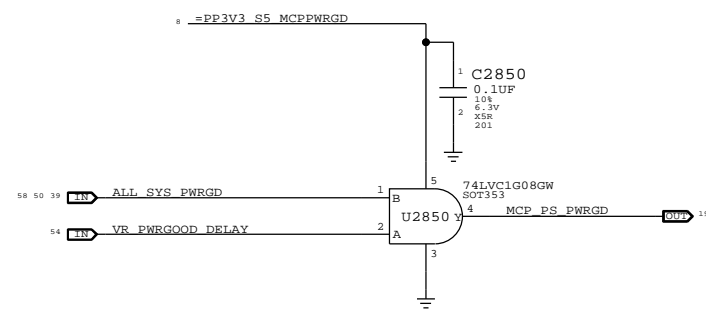 8 =PP3V3_S5_MCPPWRGD
1 C2850
0.1UF
10%
6.3V
2 X5R
201
5 74LVC1G08GW
SOT353
58 50 39 IN ALL_SYS_PWRGD 1 B
U2850 Y 4 MCP_PS_PWRGD OUT
54 IN VR_PWRGOOD_DELAY 2 A
3